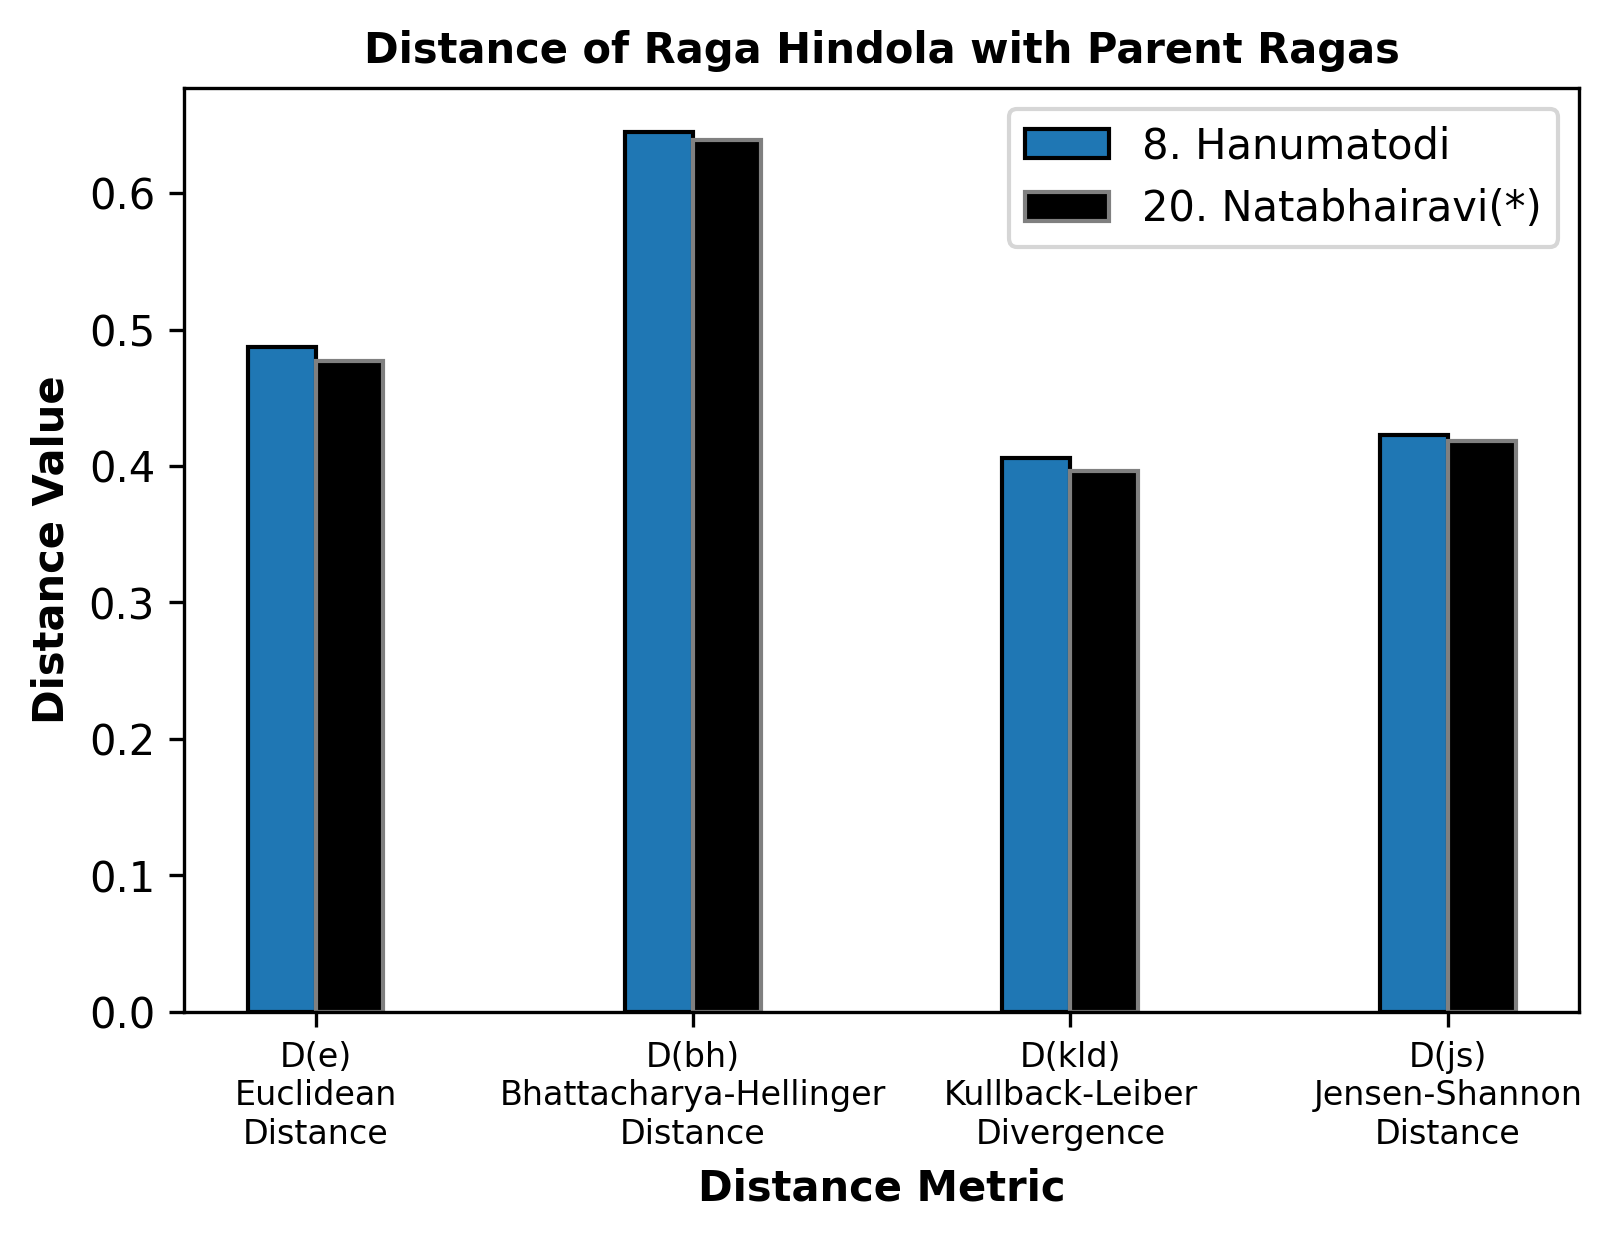 Distance of Raga Hindola with Parent Ragas
8. Hanumatodi
20. Natabhairavi(*)
Distance Value
0.6
0.5
0.4
0.3
0.2
0.1
0.0
D(e)
Euclidean
Distance
D(bh)
Bhattacharya-Hellinger
Distance
D(kld)
Kullback-Leiber
Divergence
D(js)
Jensen-Shannon
Distance
Distance Metric